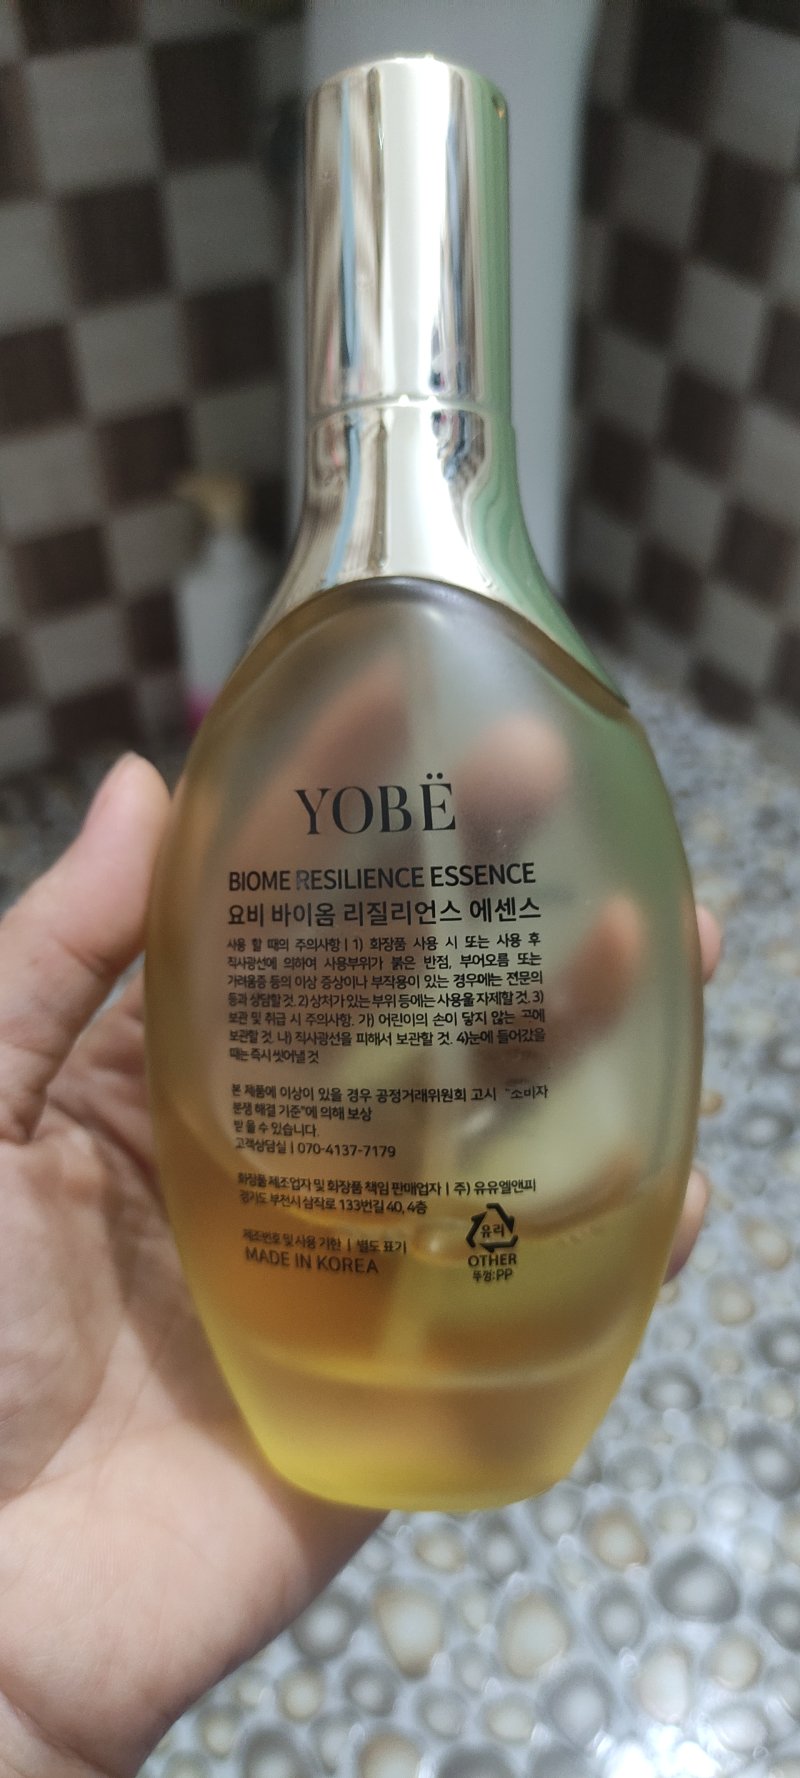 YOBË
BIOME RESILIENCE ESSENCE
요비 바이옴 리질리언스 에센스
사용 할 때의 주의사항 | 1) 화장품 사용 시 또는 사용 후
직사광선에 의하여 사용부위가 붉은 반점, 부어오름 또는
가려움증 등의 이상 증상이나 부작용이 있는 경우에는 전문의
등과 상담할 것. 2) 상처가 있는 부위 등에는 사용을 자제할 것. 3)
보관 및 취급 시 주의사항. 가) 어린이의 손이 닿지 않는 곳에
보관할 것. 나) 직사광선을 피해서 보관할 것. 4)눈에 들어갔을
때는 즉시 씻어낼 것
본 제품에 이상이 있을 경우 공정거래위원회 고시 "소비자
분쟁 해결 기준"에 의해 보상
받을 수 있습니다.
고객상담실 | 070-4137-7179
화장품 제조업자 및 화장품 책임 판매업자 | 주) 유유엘앤피
경기도 부천시 삼작로 133번길 40, 4층
제조번호 및 사용 기한 | 별도 표기
MADE IN KOREA
유리
OTHER
뚜껑:PP